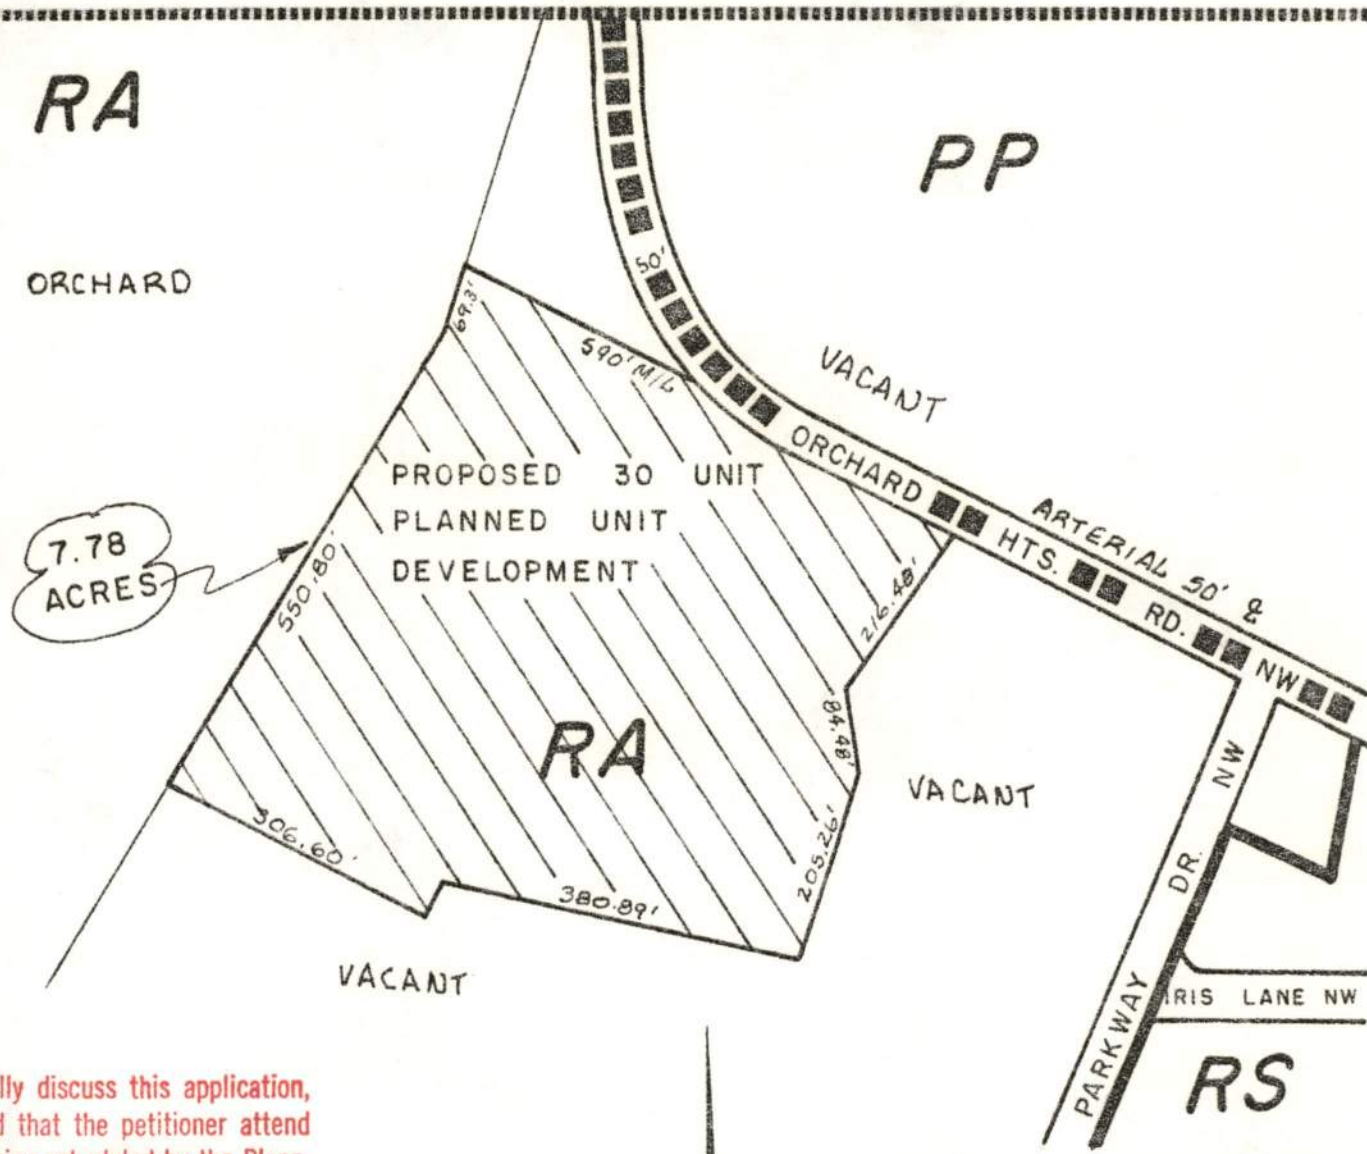 RA
PP
ORCHARD
50'
69.3'
590' M/L
VACANT
ORCHARD HTS. RD. NW
ARTERIAL 50' ℄
PROPOSED 30 UNIT
PLANNED UNIT
DEVELOPMENT
7.78
ACRES
550.80'
216.48'
84.48'
RA
VACANT
205.26'
306.60'
380.89'
VACANT
PARKWAY DR. NW
IRIS LANE NW
RS
lly discuss this application,
d that the petitioner attend